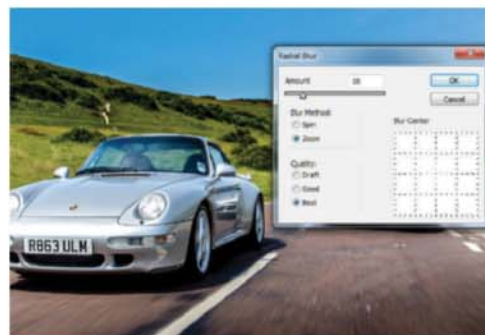 Radial Blur
Amount
OK
Cancel
Blur Method:
Spin
Zoom
Blur Center
Quality:
Draft
Good
Best
R863 ULM